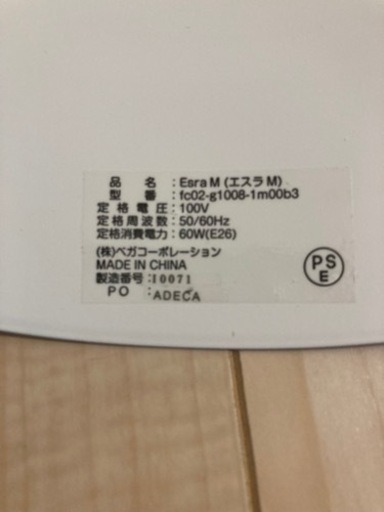 品名：Esra M (エスラ M)
型番：fc02-g1008-1m00b3
定格電圧：100V
定格周波数：50/60Hz
定格消費電力：60W(E26)
(株)ベガコーポレーション
MADE IN CHINA
製造番号：I0071
PO：ADECA
PS
E